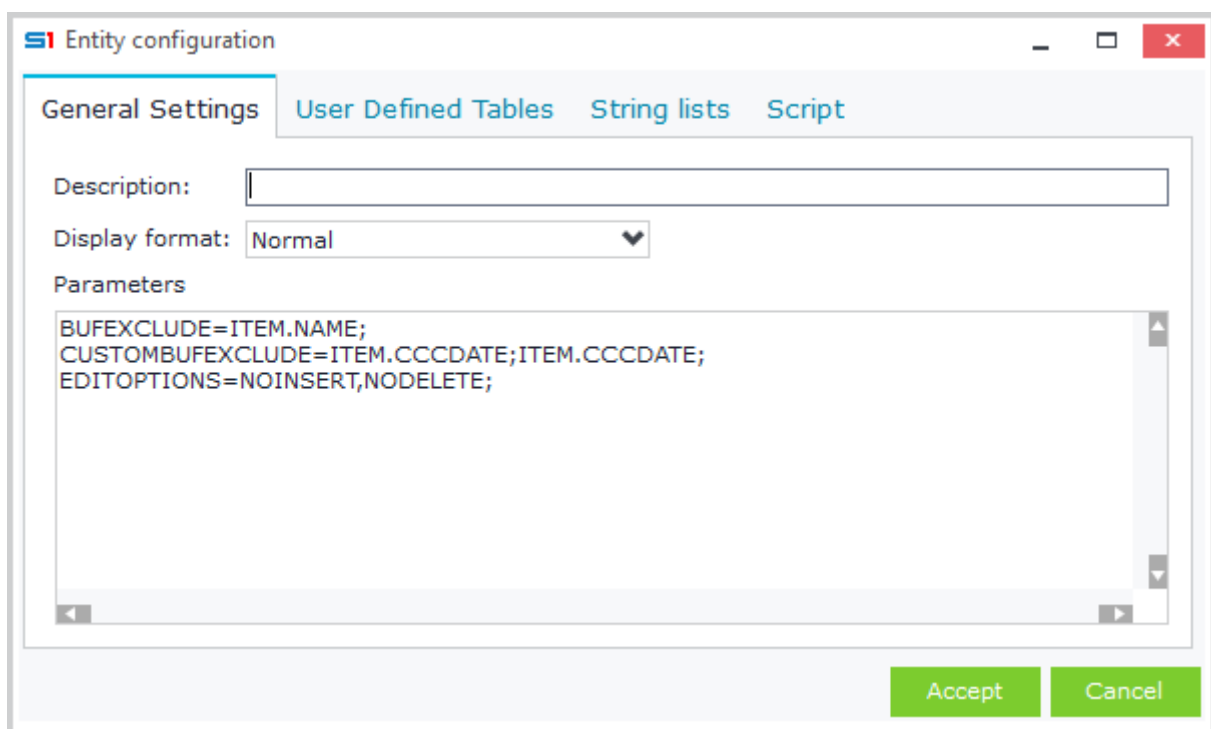 S1 Entity configuration
General Settings User Defined Tables String lists Script
Description:
Display format: Normal
Parameters
BUFEXCLUDE=ITEM.NAME;
CUSTOMBUFEXCLUDE=ITEM.CCCDATE;ITEM.CCCDATE;
EDITOPTIONS=NOINSERT,NODELETE;
Accept Cancel